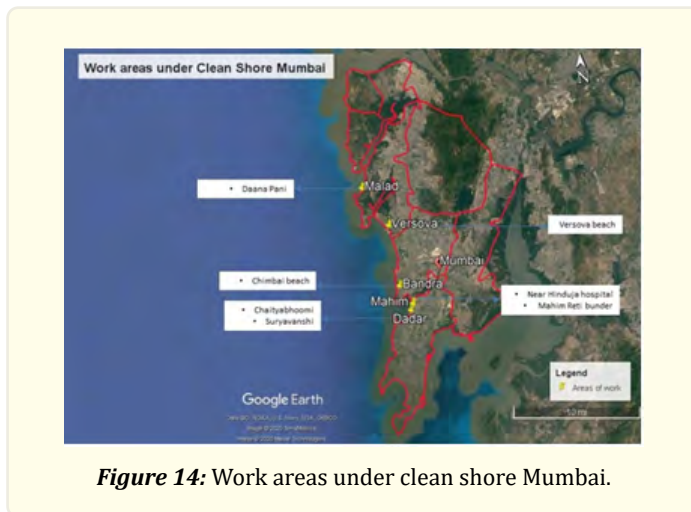 Work areas under Clean Shore Mumbai
N
• Daana Pani
Malad
Versova
Versova beach
Mumbai
• Chimbai beach
Bandra
Mahim
• Near Hinduja hospital
• Mahim Reti bunder
• Chaityabhoomi
• Suryavanshi
Dadar
Legend
Areas of work
Google Earth
10 mi
Figure 14: Work areas under clean shore Mumbai.